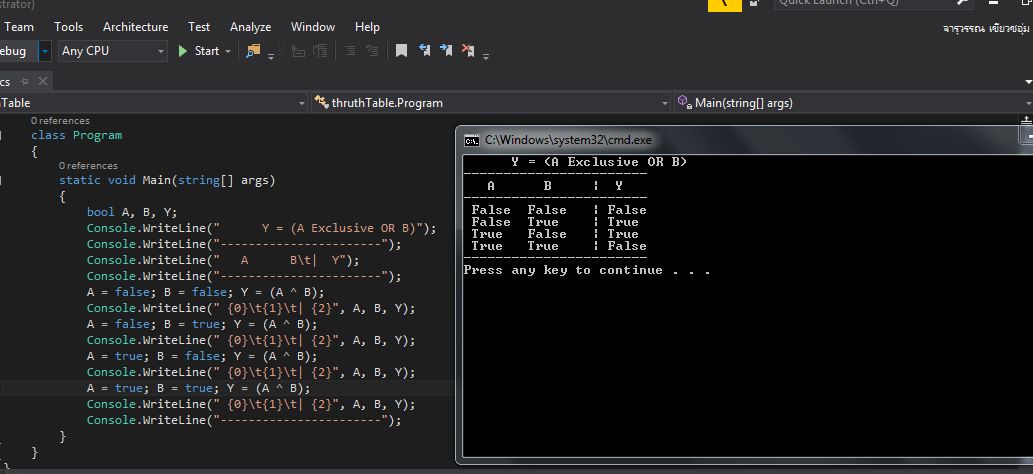 strator)
Quick Launch (Ctrl+Q)
Team Tools Architecture Test Analyze Window Help
จารุวรรณ เขียวชอุ่ม
ebug Any CPU Start
cs
nTable thruthTable.Program Main(string[] args)
0 references
class Program
{
0 references
static void Main(string[] args)
{
bool A, B, Y;
Console.WriteLine("      Y = (A Exclusive OR B)");
Console.WriteLine("-----------------------");
Console.WriteLine("   A      B\t|  Y");
Console.WriteLine("-----------------------");
A = false; B = false; Y = (A ^ B);
Console.WriteLine(" {0}\t{1}\t| {2}", A, B, Y);
A = false; B = true; Y = (A ^ B);
Console.WriteLine(" {0}\t{1}\t| {2}", A, B, Y);
A = true; B = false; Y = (A ^ B);
Console.WriteLine(" {0}\t{1}\t| {2}", A, B, Y);
A = true; B = true; Y = (A ^ B);
Console.WriteLine(" {0}\t{1}\t| {2}", A, B, Y);
Console.WriteLine("-----------------------");
}
}
}
C:\Windows\system32\cmd.exe
      Y = (A Exclusive OR B)
-----------------------
   A      B     ¦  Y
-----------------------
 False  False   ¦ False
 False  True    ¦ True
 True   False   ¦ True
 True   True    ¦ False
-----------------------
Press any key to continue . . .